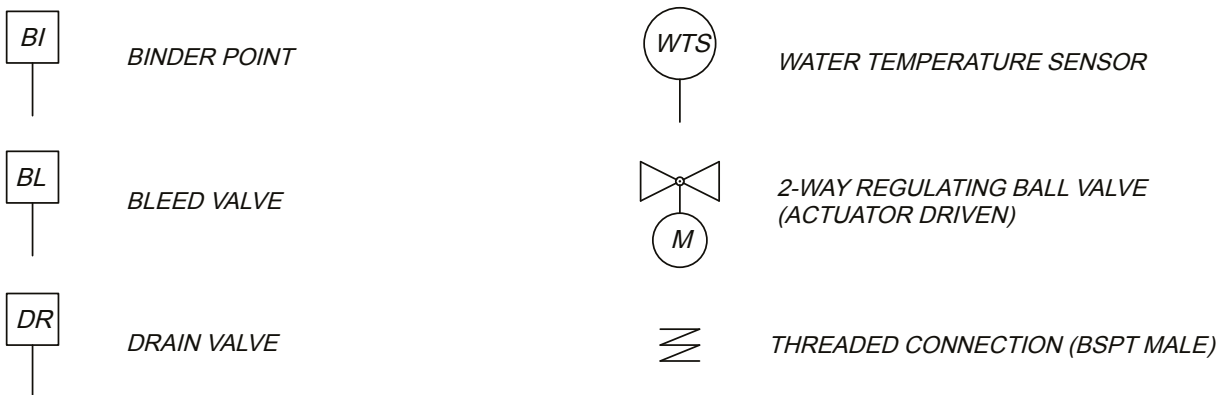 BI
BINDER POINT
BL
BLEED VALVE
DR
DRAIN VALVE
WTS
WATER TEMPERATURE SENSOR
2-WAY REGULATING BALL VALVE
(ACTUATOR DRIVEN)
M
THREADED CONNECTION (BSPT MALE)